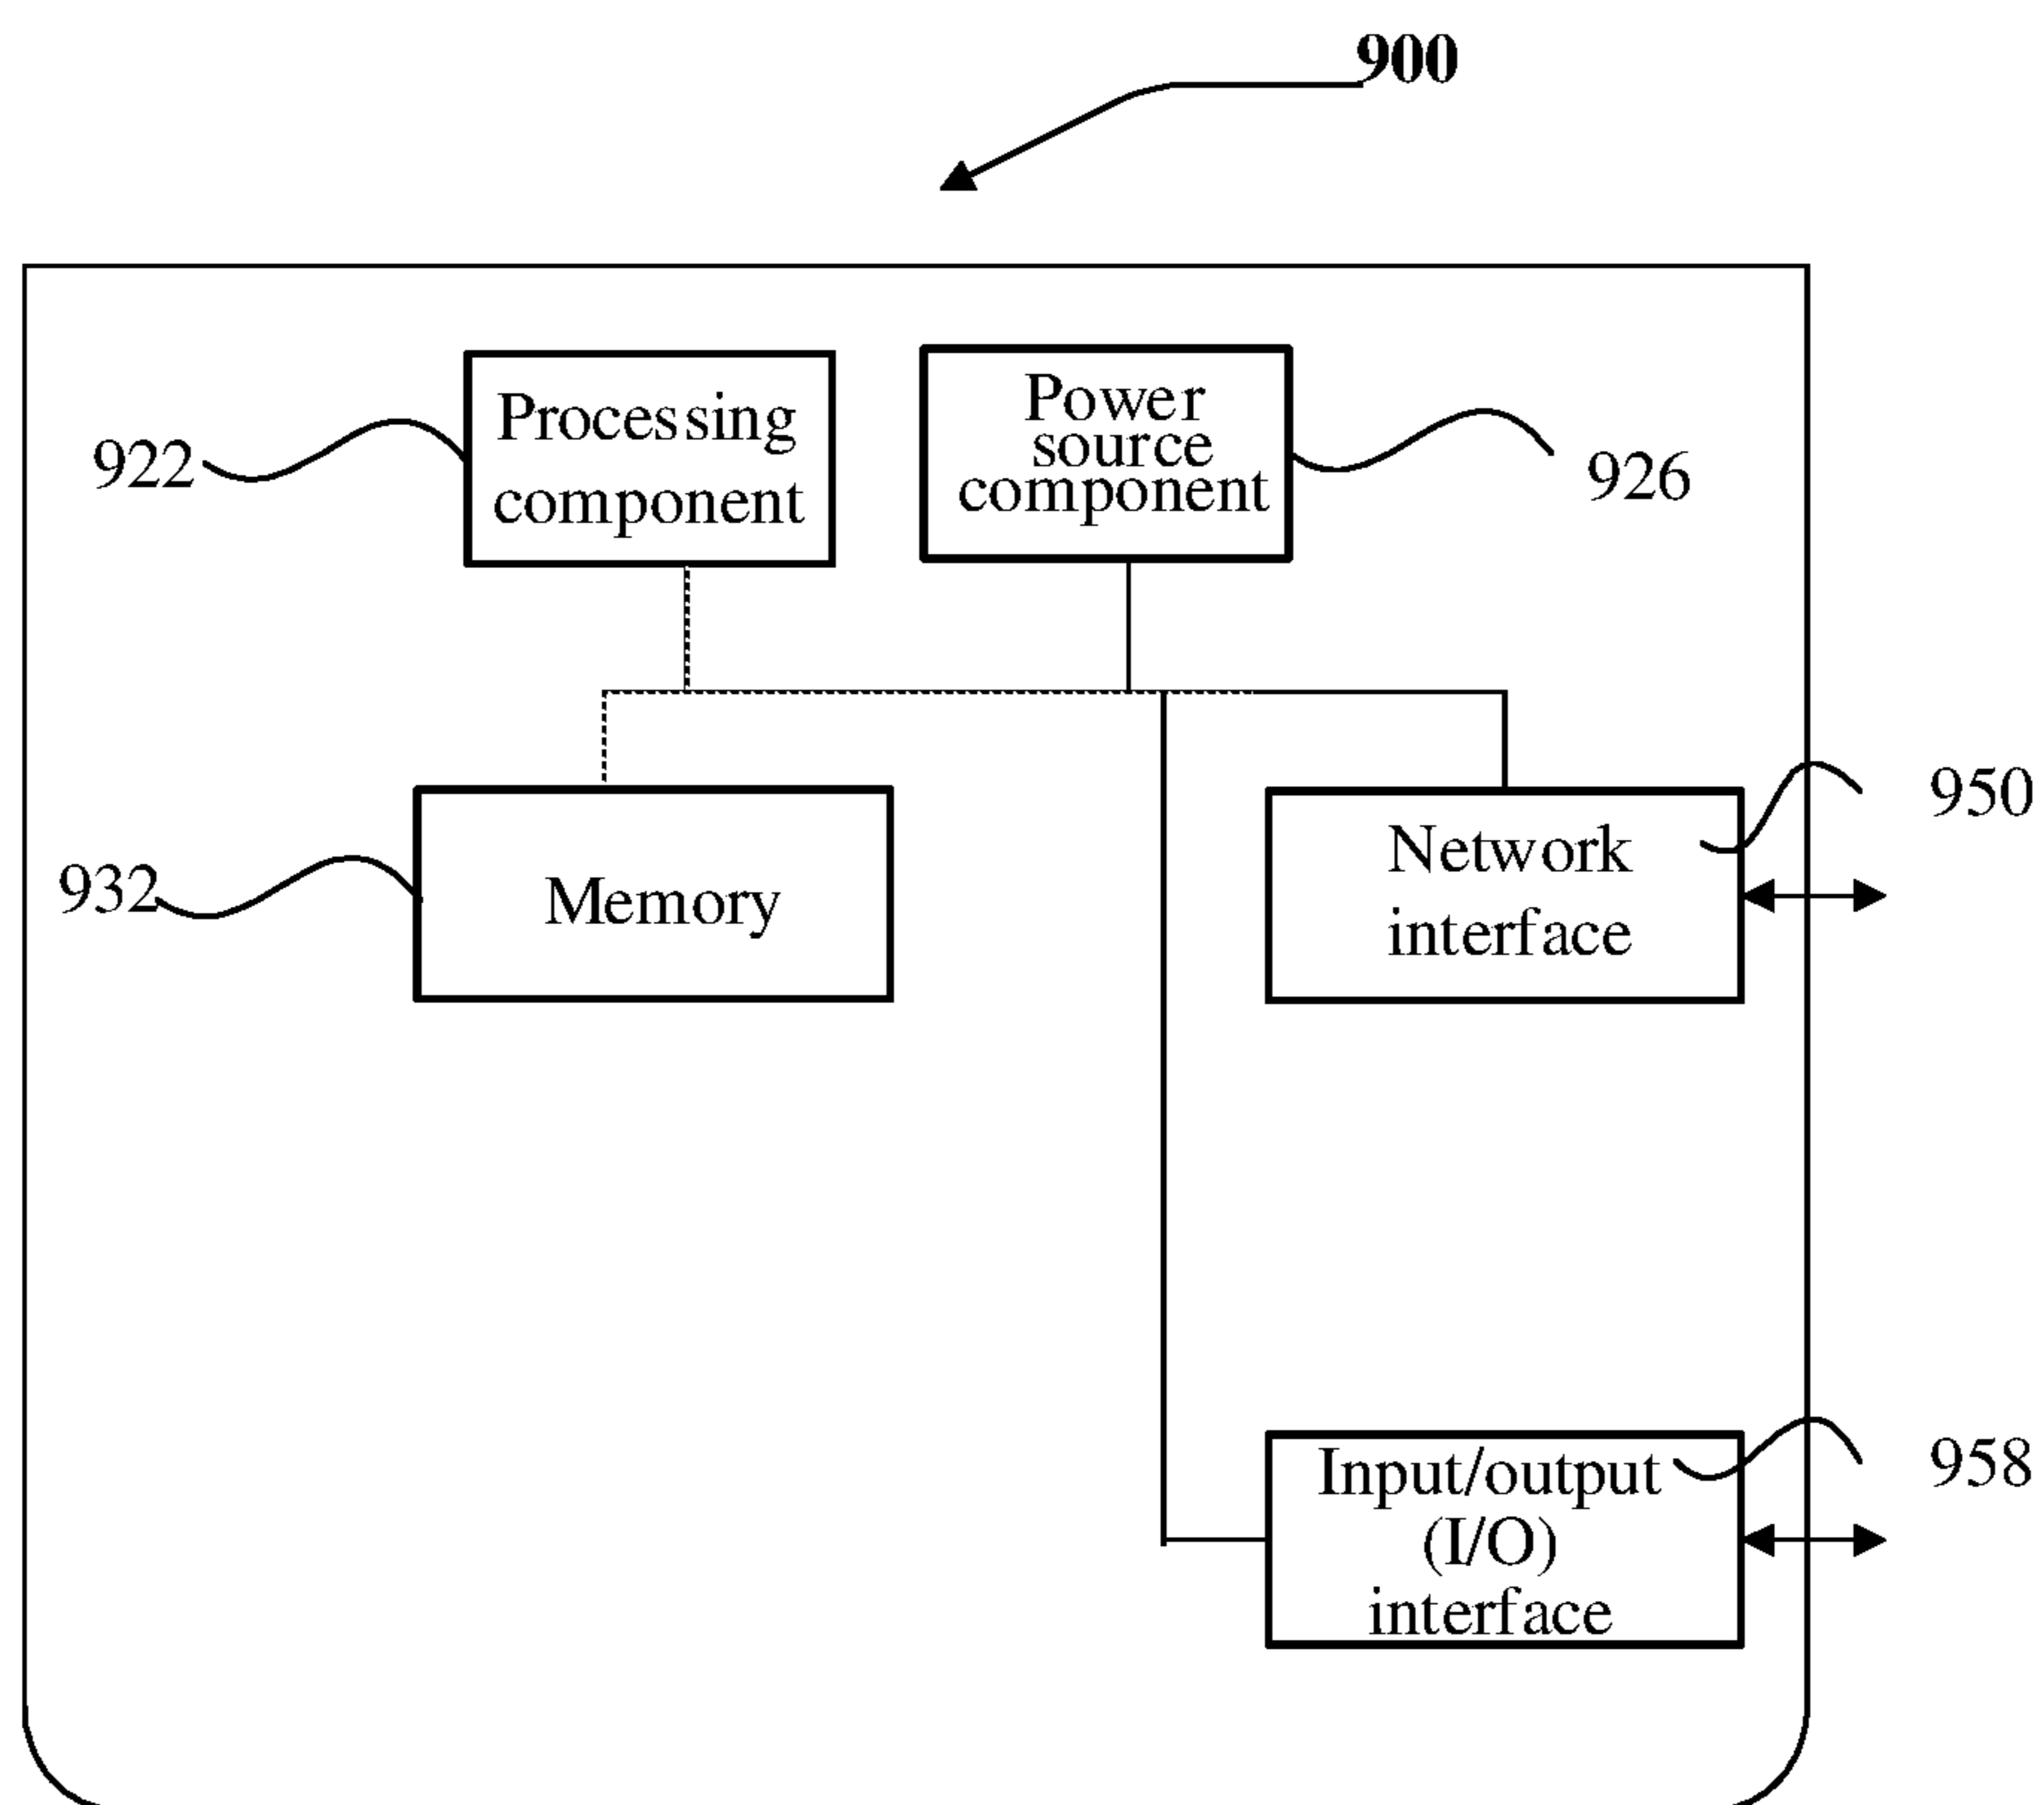 900
922
Processing
component
Power
source
component
926
932
Memory
Network
interface
950
Input/output
(I/O)
interface
958